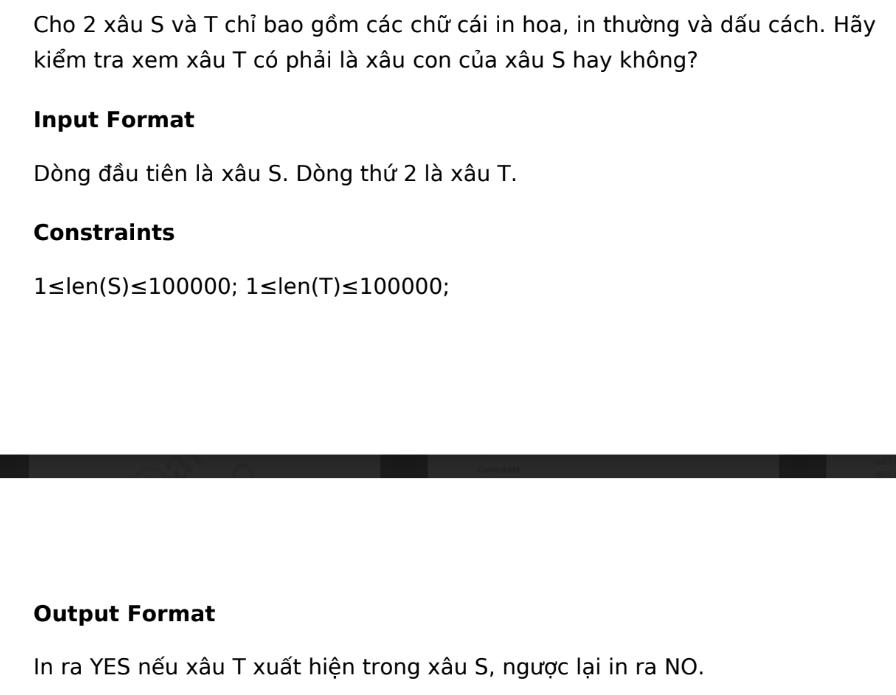 Cho 2 xâu S và T chỉ bao gồm các chữ cái in hoa, in thường và dấu cách. Hãy
kiểm tra xem xâu T có phải là xâu con của xâu S hay không?
Input Format
Dòng đầu tiên là xâu S. Dòng thứ 2 là xâu T.
Constraints
1≤len(S)≤100000; 1≤len(T)≤100000;
Output Format
In ra YES nếu xâu T xuất hiện trong xâu S, ngược lại in ra NO.